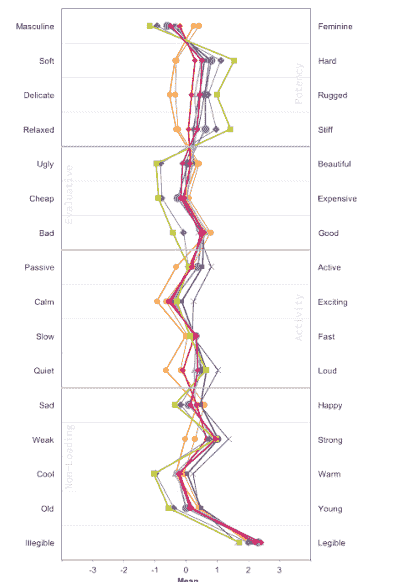 Masculine Feminine
Soft Hard
Potency
Delicate Rugged
Relaxed Stiff
Ugly Beautiful
Evaluative
Cheap Expensive
Bad Good
Passive Active
Calm Exciting
Activity
Slow Fast
Quiet Loud
Sad Happy
Weak Strong
Non-Loading
Cool Warm
Old Young
Illegible Legible
-3 -2 -1 0 1 2 3
Mean